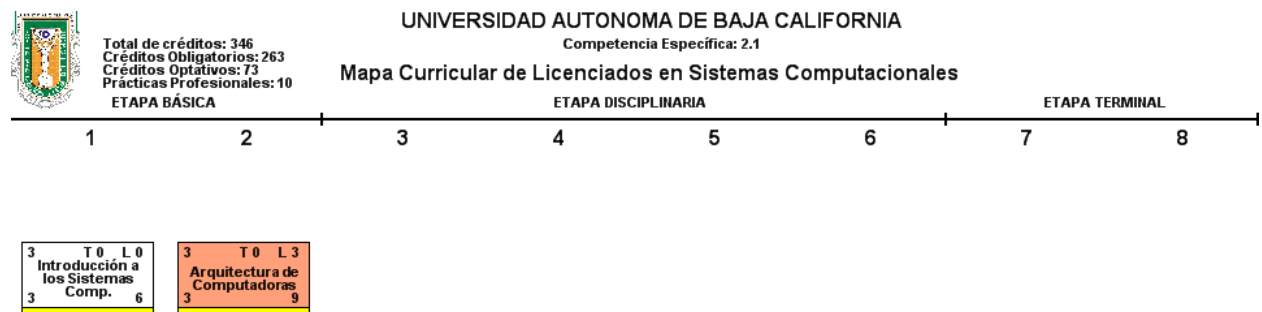 UNIVERSIDAD AUTONOMA DE BAJA CALIFORNIA
Competencia Específica: 2.1
Mapa Curricular de Licenciados en Sistemas Computacionales
Total de créditos: 346
Créditos Obligatorios: 263
Créditos Optativos: 73
Prácticas Profesionales: 10
ETAPA BÁSICA ETAPA DISCIPLINARIA ETAPA TERMINAL
1 2 3 4 5 6 7 8
3 T 0 L 0
Introducción a
los Sistemas
Comp.
3 6
3 T 0 L 3
Arquitectura de
Computadoras
3 9